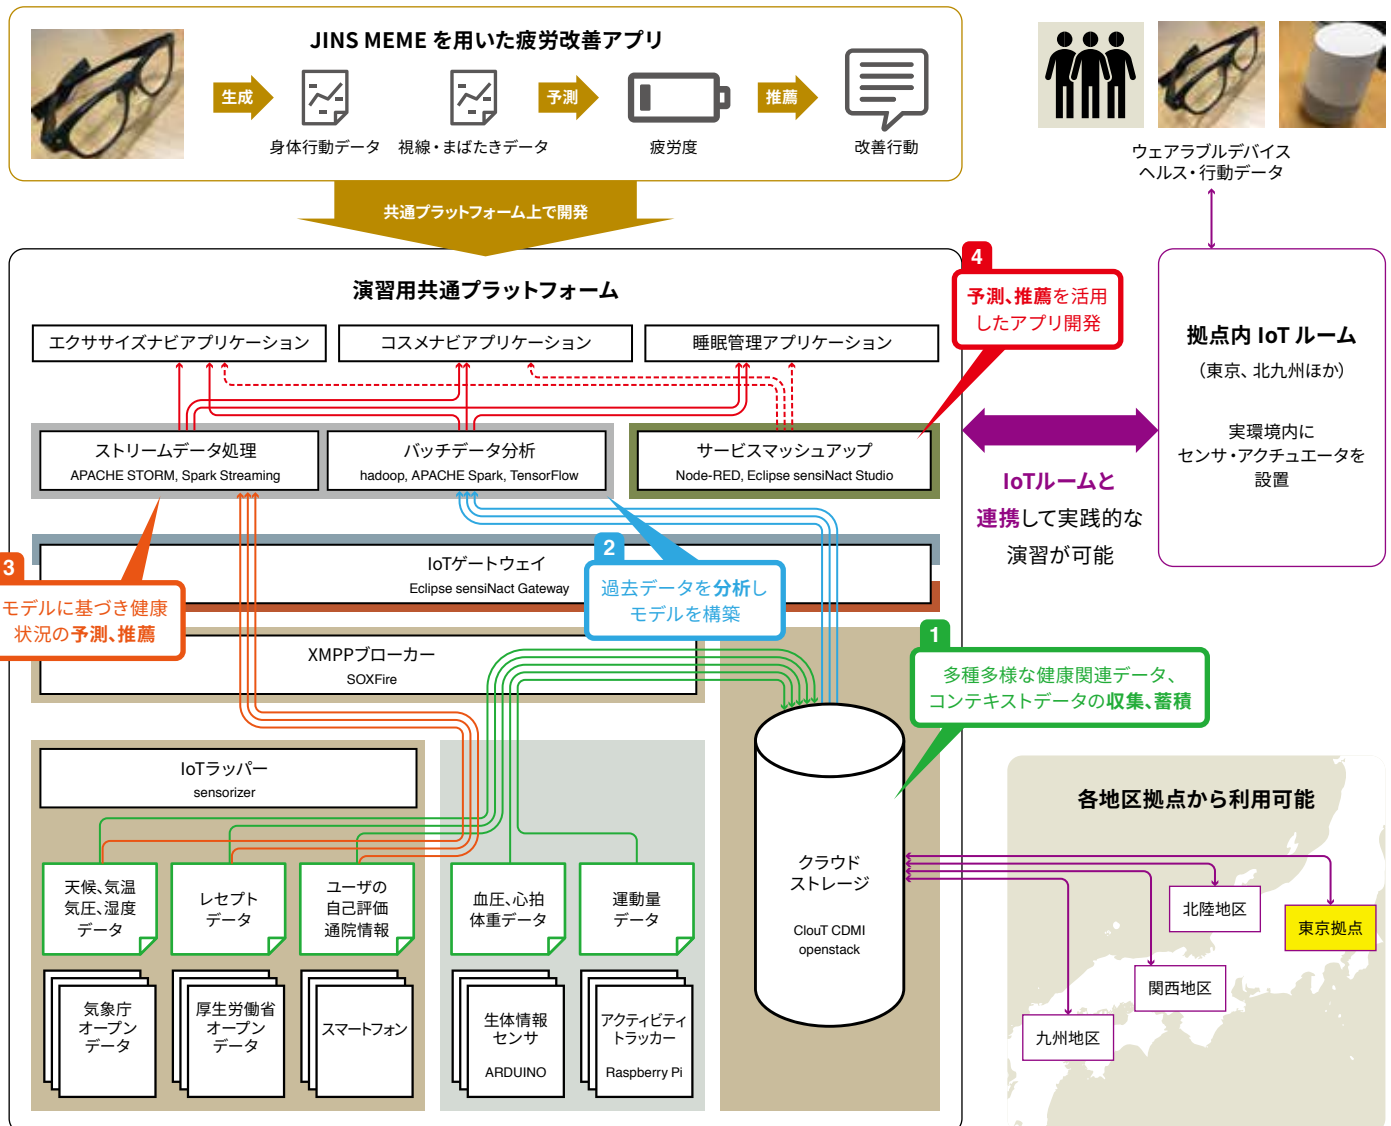 JINS MEME を用いた疲労改善アプリ
生成
予測
推薦
身体行動データ
視線・まばたきデータ
疲労度
改善行動
共通プラットフォーム上で開発
ウェアラブルデバイス
ヘルス・行動データ
演習用共通プラットフォーム
エクササイズナビアプリケーション
コスメナビアプリケーション
睡眠管理アプリケーション
4
予測、推薦を活用
したアプリ開発
ストリームデータ処理
APACHE STORM, Spark Streaming
バッチデータ分析
hadoop, APACHE Spark, TensorFlow
サービスマッシュアップ
Node-RED, Eclipse sensiNact Studio
拠点内 IoT ルーム
（東京、北九州ほか）
実環境内に
センサ・アクチュエータを
設置
IoTルームと
連携して実践的な
演習が可能
IoTゲートウェイ
Eclipse sensiNact Gateway
3
モデルに基づき健康
状況の予測、推薦
2
過去データを分析し
モデルを構築
XMPPブローカー
SOXFire
1
多種多様な健康関連データ、
コンテキストデータの収集、蓄積
IoTラッパー
sensorizer
天候、気温
気圧、湿度
データ
レセプト
データ
ユーザの
自己評価
通院情報
血圧、心拍
体重データ
運動量
データ
気象庁
オープン
データ
厚生労働省
オープン
データ
スマートフォン
生体情報
センサ
ARDUINO
アクティビティ
トラッカー
Raspberry Pi
クラウド
ストレージ
ClouT CDMI
openstack
各地区拠点から利用可能
北陸地区
東京拠点
関西地区
九州地区